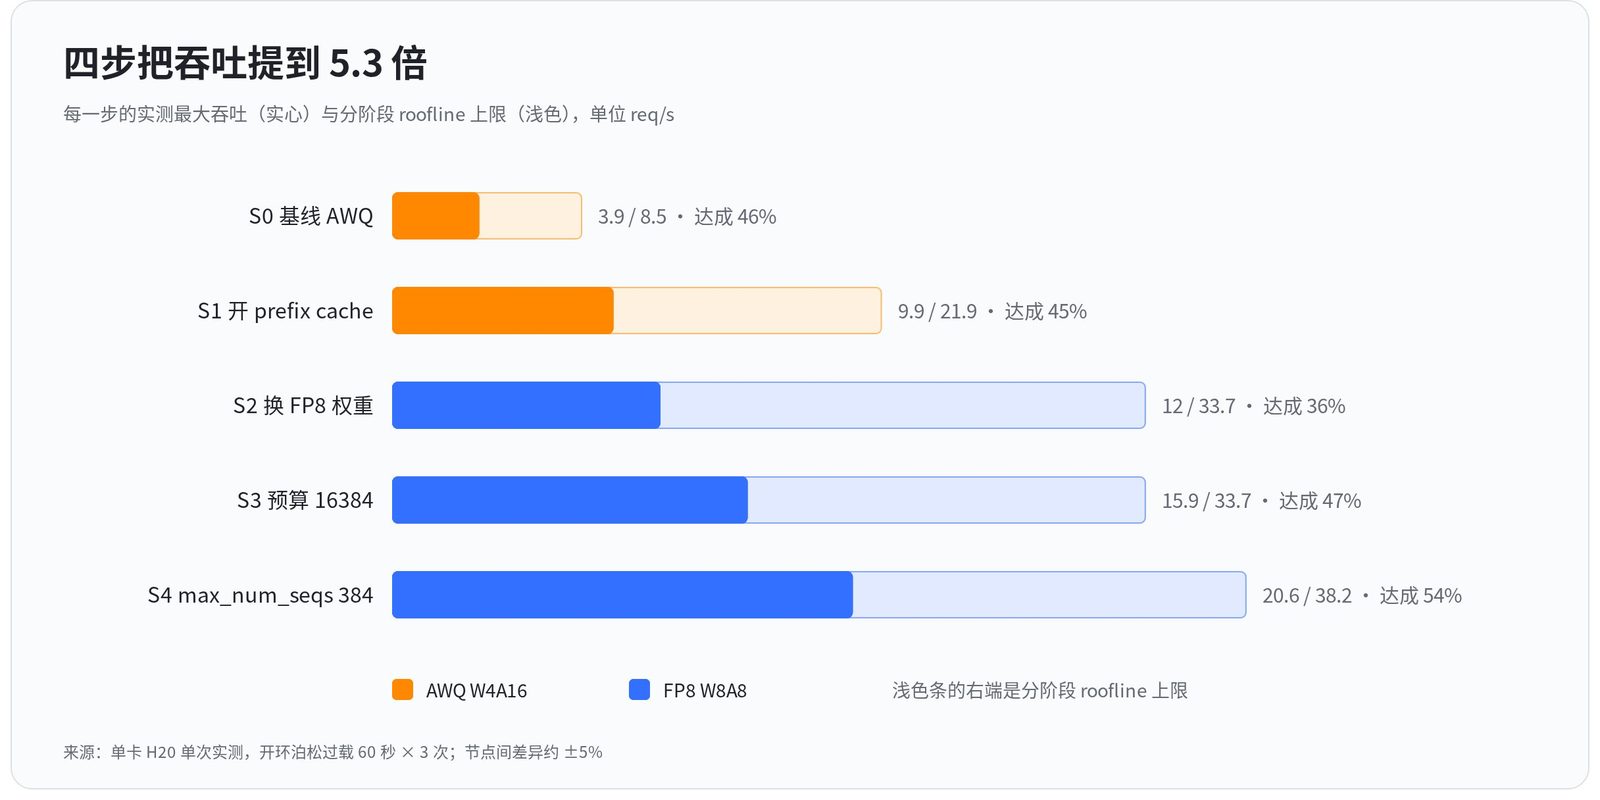 四步把吞吐提到 5.3 倍
每一步的实测最大吞吐（实心）与分阶段 roofline 上限（浅色），单位 req/s
S0 基线 AWQ 3.9 / 8.5 · 达成 46%
S1 开 prefix cache 9.9 / 21.9 · 达成 45%
S2 换 FP8 权重 12 / 33.7 · 达成 36%
S3 预算 16384 15.9 / 33.7 · 达成 47%
S4 max_num_seqs 384 20.6 / 38.2 · 达成 54%
AWQ W4A16 FP8 W8A8 浅色条的右端是分阶段 roofline 上限
来源：单卡 H20 单次实测，开环泊松过载 60 秒 × 3 次；节点间差异约 ±5%